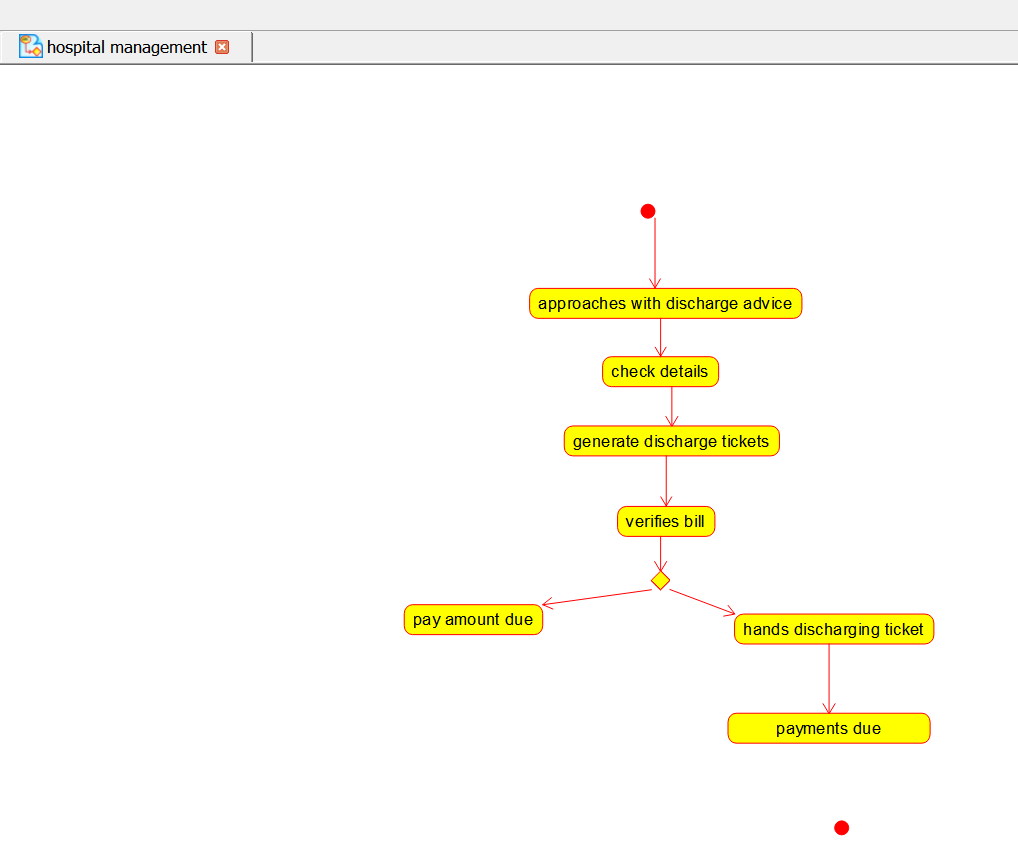 hospital management
approaches with discharge advice
check details
generate discharge tickets
verifies bill
pay amount due
hands discharging ticket
payments due